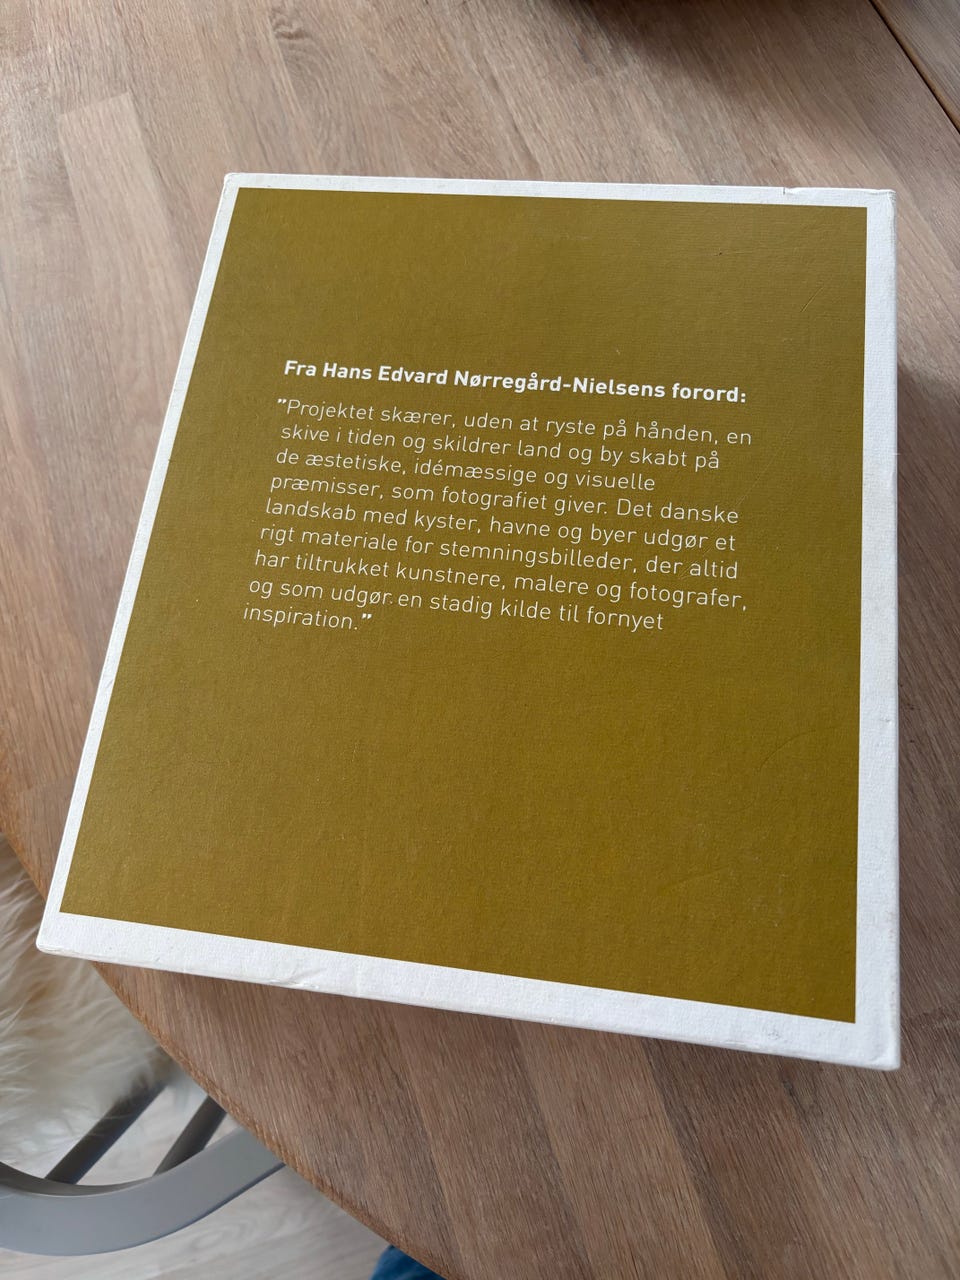 Fra Hans Edvard Nørregård-Nielsens forord:
”Projektet skærer, uden at ryste på hånden, en
skive i tiden og skildrer land og by skabt på
de æstetiske, idémæssige og visuelle
præmisser, som fotografiet giver. Det danske
landskab med kyster, havne og byer udgør et
rigt materiale for stemningsbilleder, der altid
har tiltrukket kunstnere, malere og fotografer,
og som udgør en stadig kilde til fornyet
inspiration.”